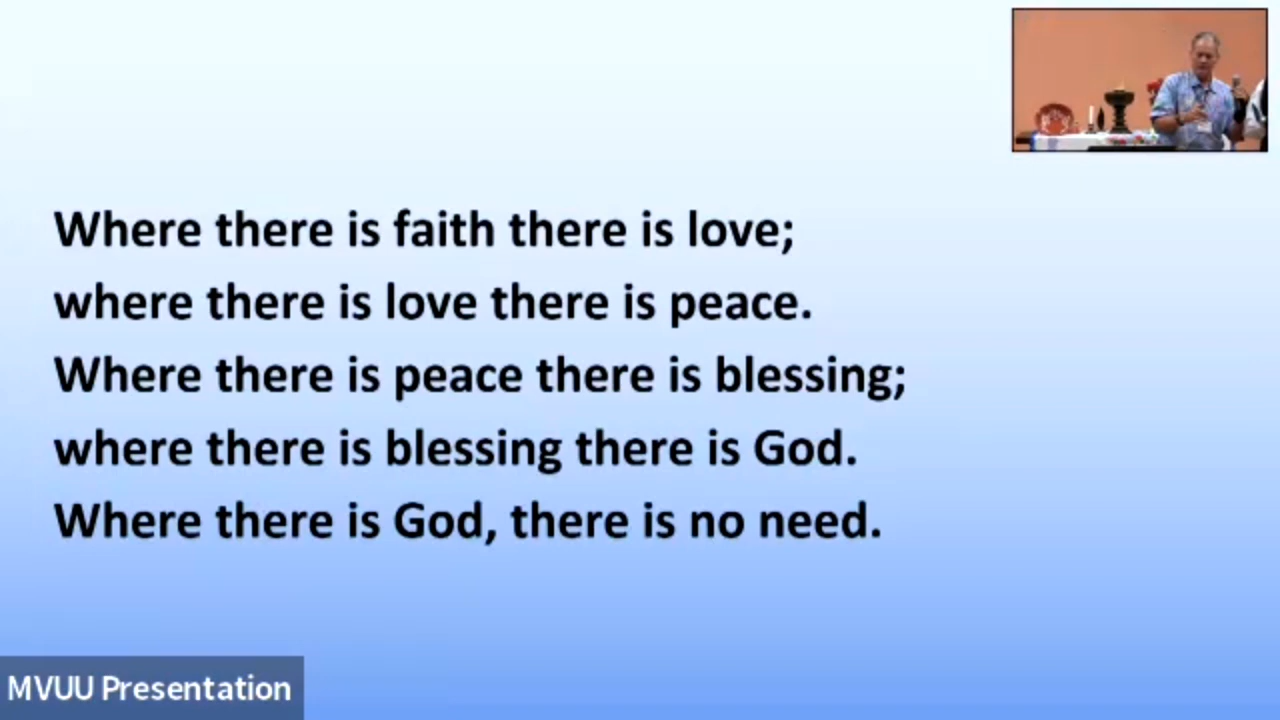 Where there is faith there is love;
where there is love there is peace.
Where there is peace there is blessing;
where there is blessing there is God.
Where there is God, there is no need.
MVUU Presentation